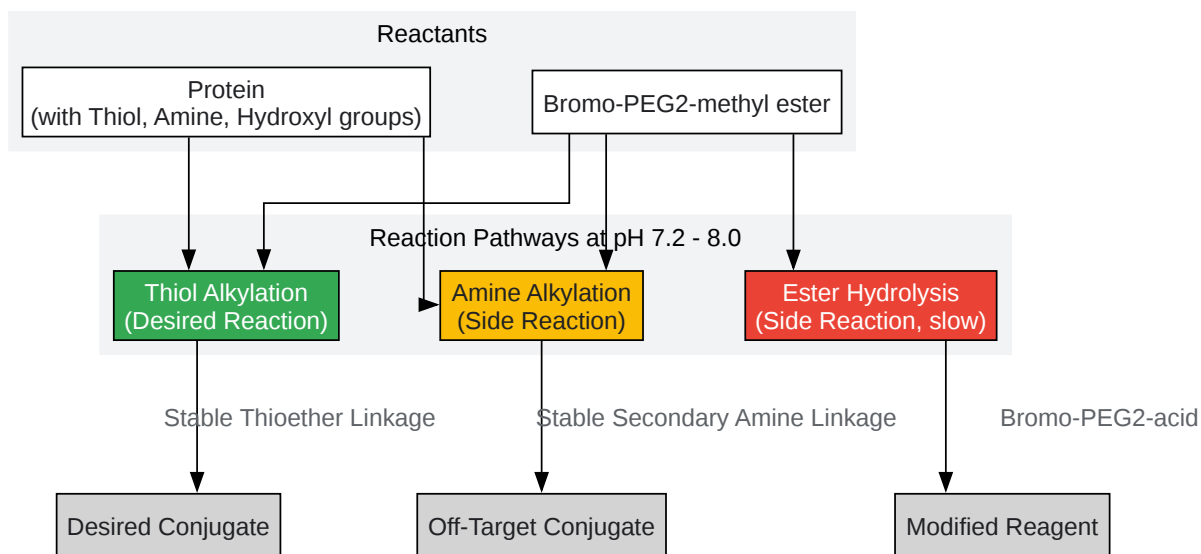 Reactants
Protein
(with Thiol, Amine, Hydroxyl groups)
Bromo-PEG2-methyl ester
Reaction Pathways at pH 7.2 - 8.0
Thiol Alkylation
(Desired Reaction)
Amine Alkylation
(Side Reaction)
Ester Hydrolysis
(Side Reaction, slow)
Stable Thioether Linkage
Stable Secondary Amine Linkage
Bromo-PEG2-acid
Desired Conjugate
Off-Target Conjugate
Modified Reagent